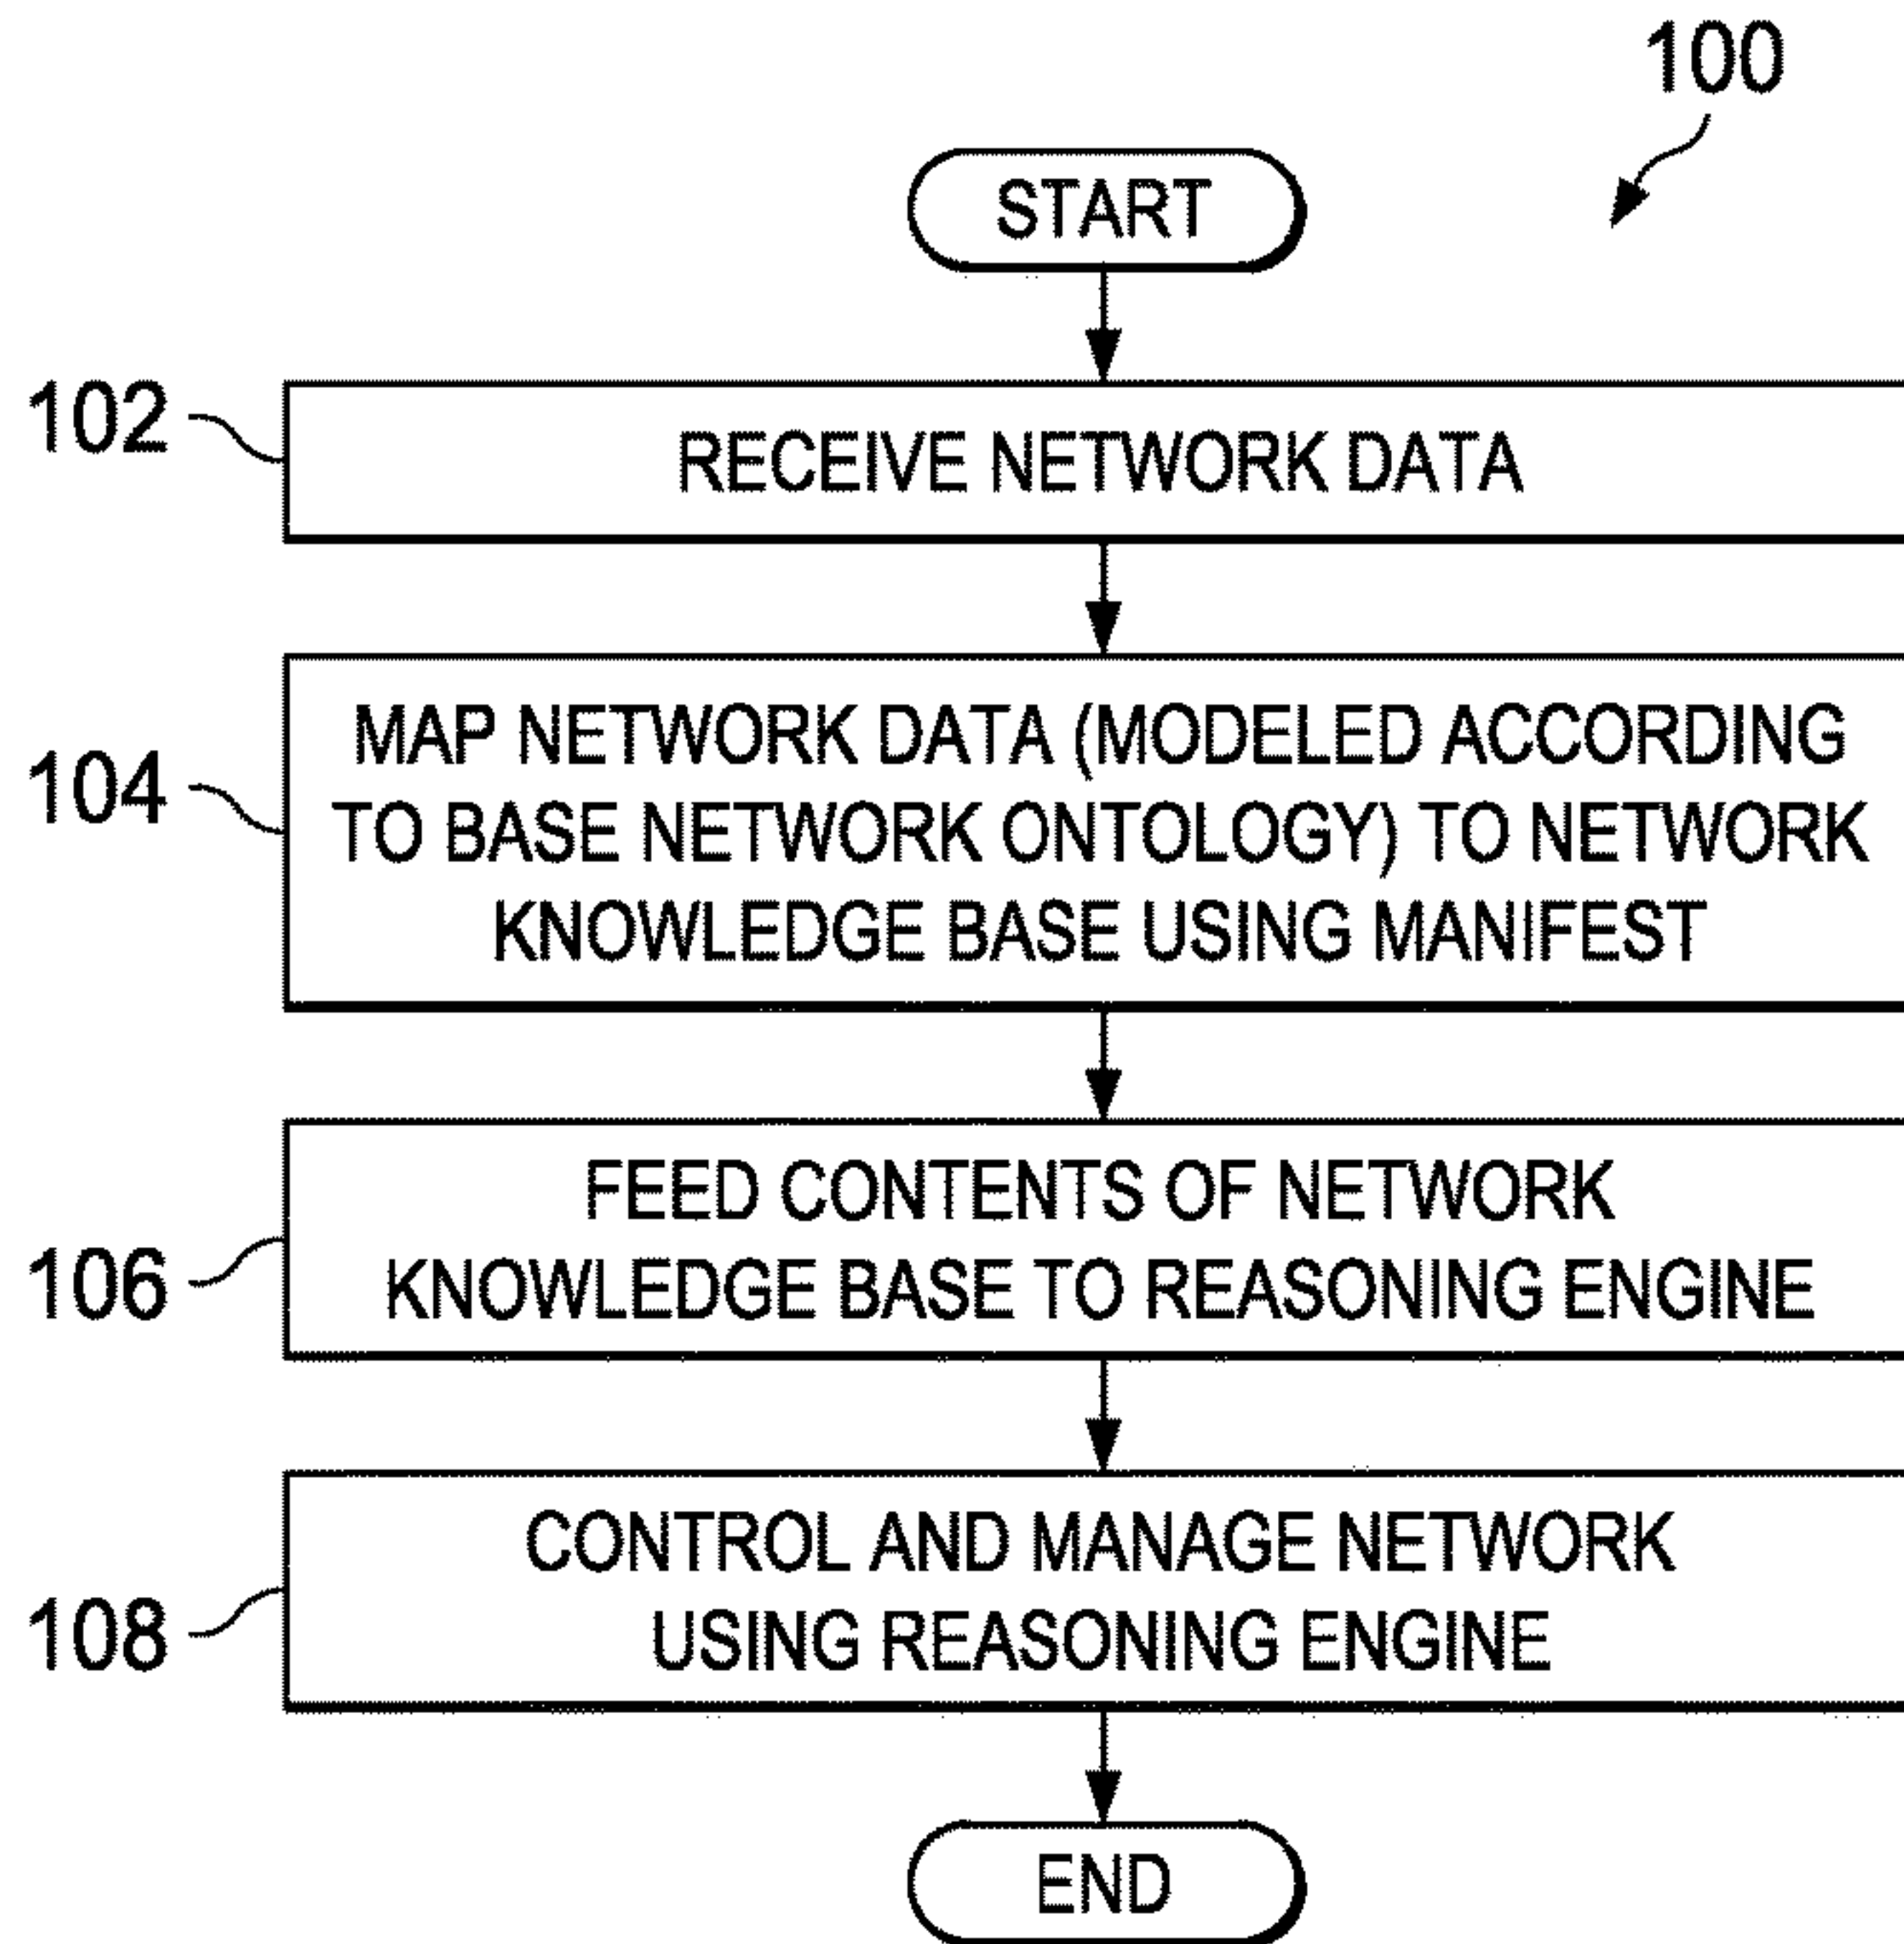 100
START
102
RECEIVE NETWORK DATA
104
MAP NETWORK DATA (MODELED ACCORDING
TO BASE NETWORK ONTOLOGY) TO NETWORK
KNOWLEDGE BASE USING MANIFEST
106
FEED CONTENTS OF NETWORK
KNOWLEDGE BASE TO REASONING ENGINE
108
CONTROL AND MANAGE NETWORK
USING REASONING ENGINE
END